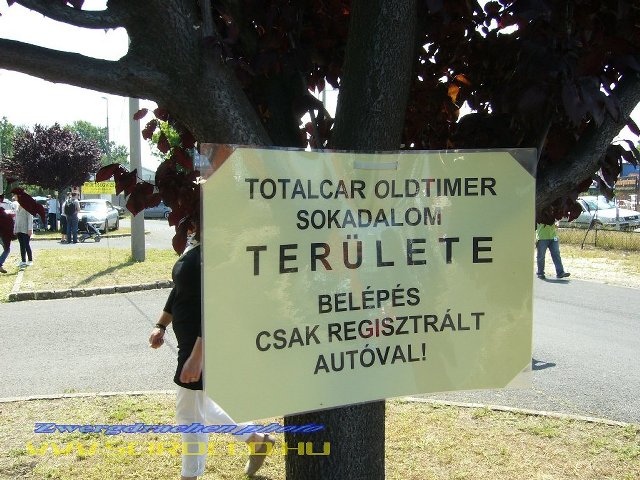 TOTALCAR OLDTIMER
SOKADALOM
TERÜLETE
BELÉPÉS
CSAK REGISZTRÁLT
AUTÓVAL!